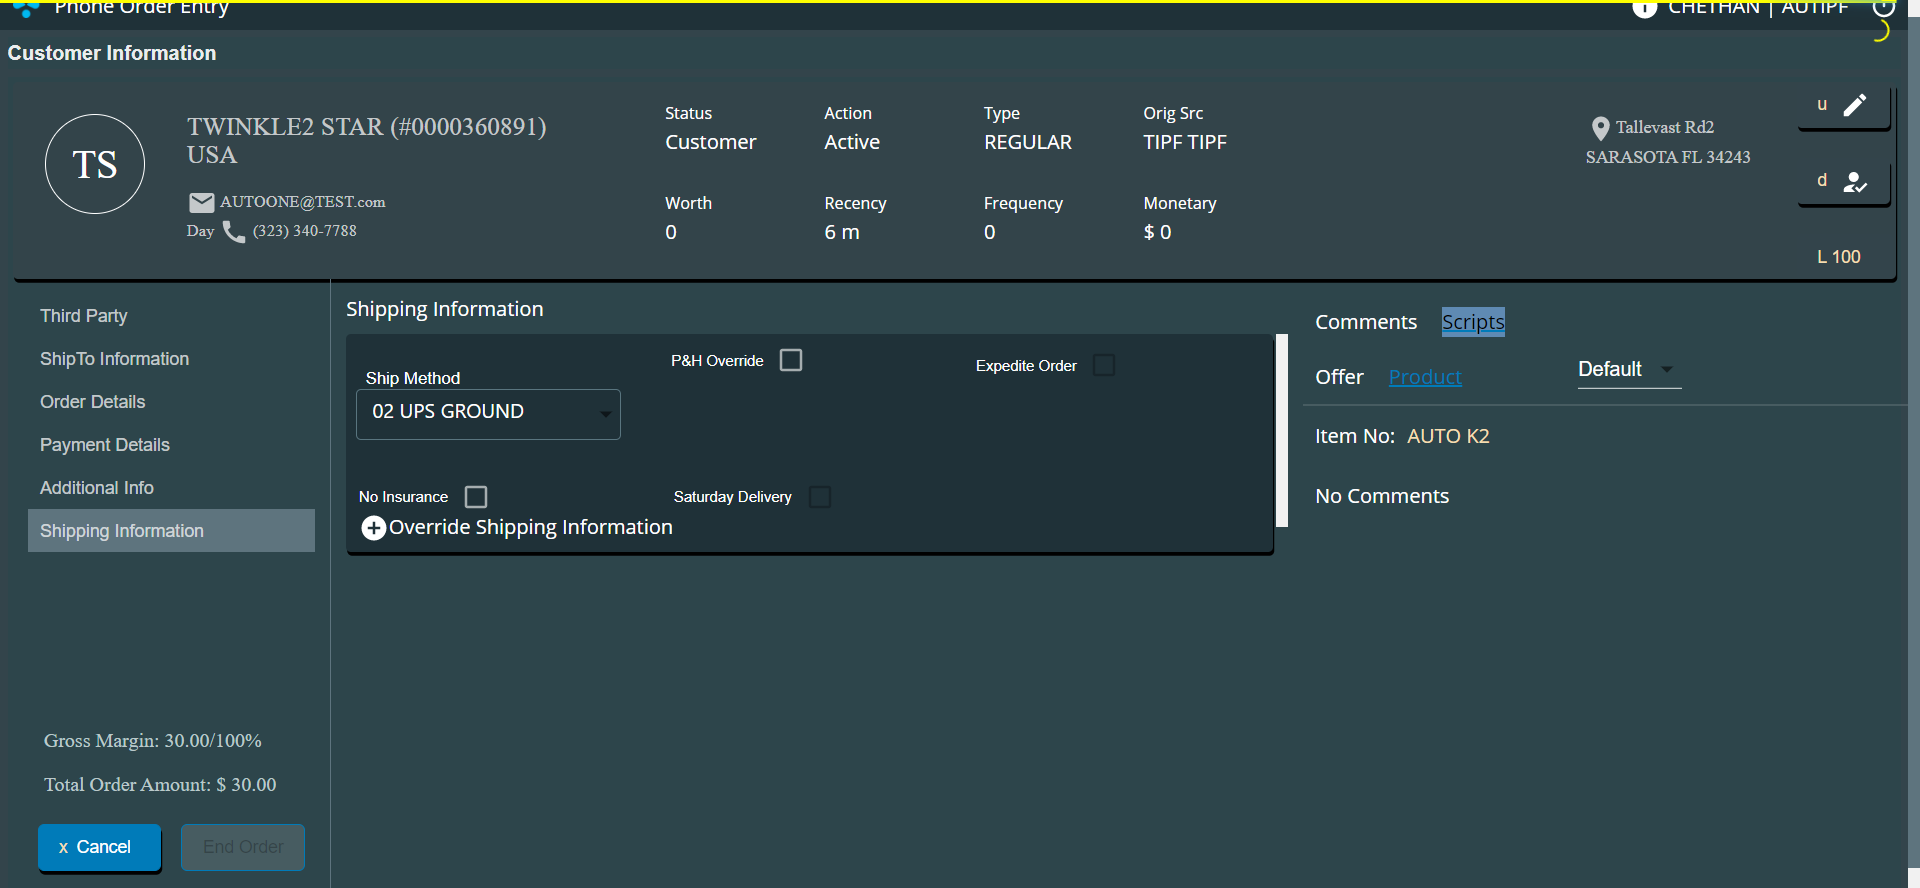 Phone Order Entry
CHETHAN | AUTIPF
Customer Information
TS
TWINKLE2 STAR (#0000360891)
USA
AUTOONE@TEST.com
Day (323) 340-7788
Status
Customer
Action
Active
Type
REGULAR
Orig Src
TIPF TIPF
Worth
0
Recency
6 m
Frequency
0
Monetary
$ 0
Tallevast Rd2
SARASOTA FL 34243
u
d
L 100
Third Party
ShipTo Information
Order Details
Payment Details
Additional Info
Shipping Information
Gross Margin: 30.00/100%
Total Order Amount: $ 30.00
x Cancel
End Order
Shipping Information
Ship Method
02 UPS GROUND
P&H Override
Expedite Order
No Insurance
Saturday Delivery
Override Shipping Information
Comments Scripts
Offer Product
Default
Item No: AUTO K2
No Comments